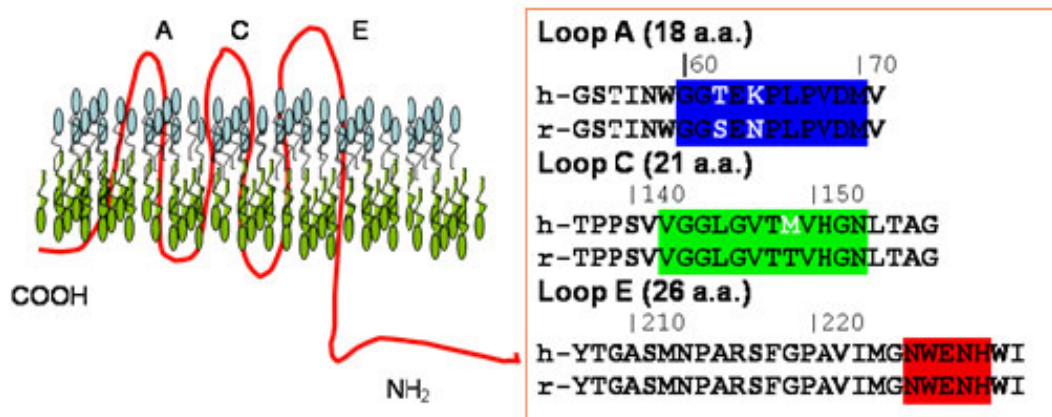 A C E
COOH
NH2
Loop A (18 a.a.)
|60 |70
h-GSTINWGGTEKPLPVDMV
r-GSTINWGGSENPLPVDMV
Loop C (21 a.a.)
|140 |150
h-TPPSVVGGLGVTMVHGNLTAG
r-TPPSVVGGLGVTTVHGNLTAG
Loop E (26 a.a.)
|210 |220
h-YTGASMNPARSFGPAVIMGNWENHWI
r-YTGASMNPARSFGPAVIMGNWENHWI